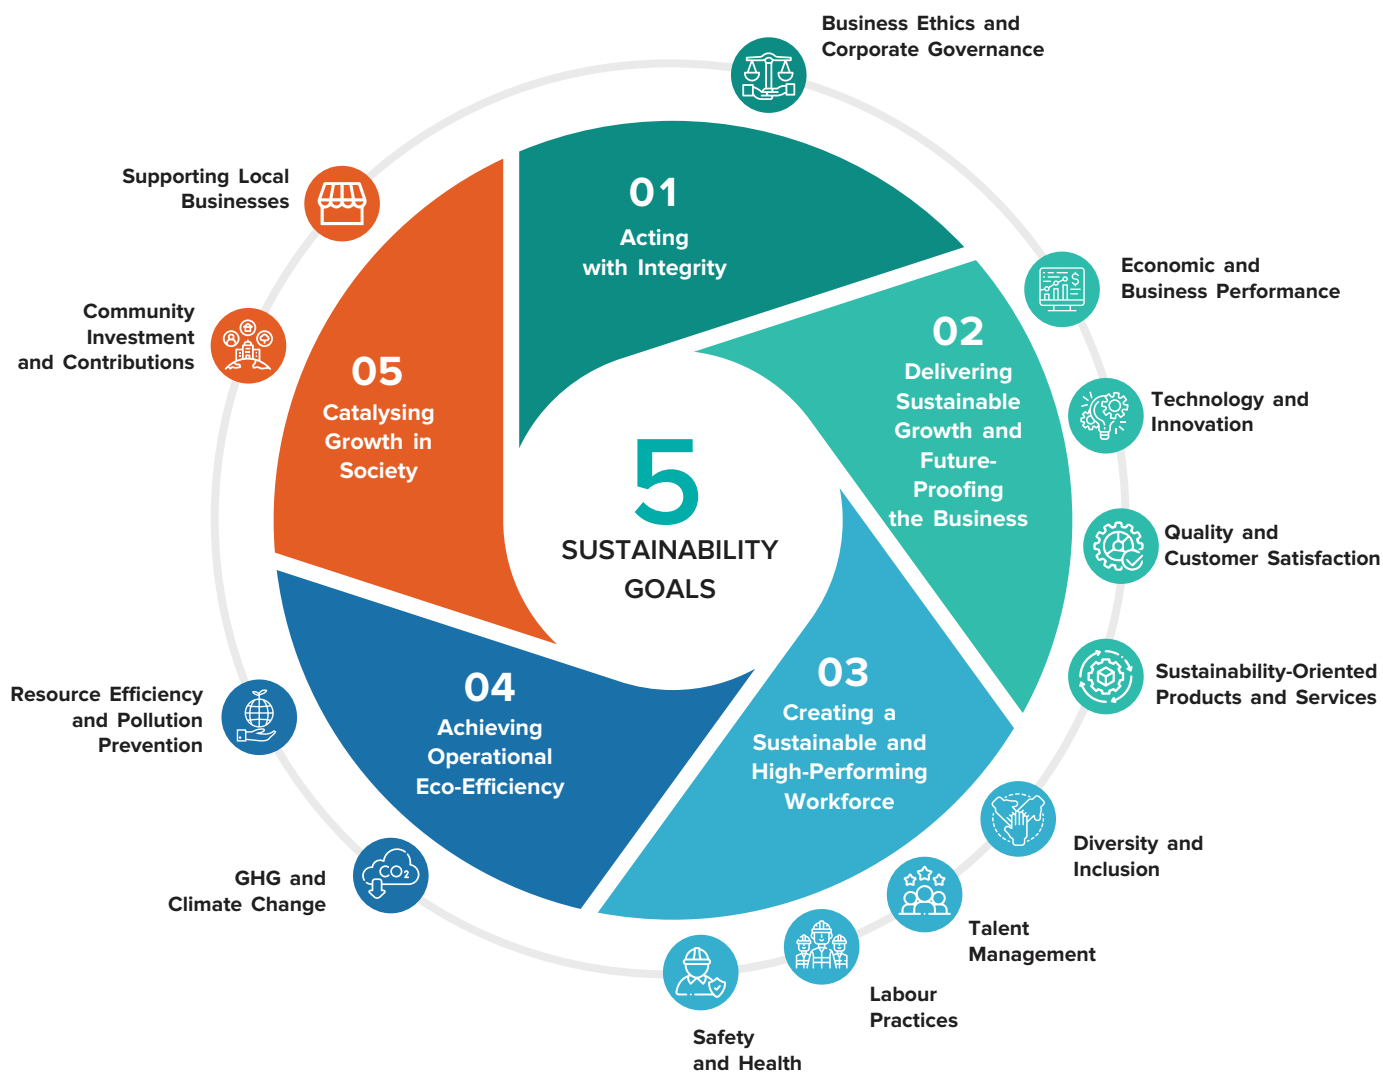 Business Ethics and
Corporate Governance
01
Acting
with Integrity
Economic and
Business Performance
02
Delivering
Sustainable
Growth and
Future-
Proofing
the Business
Technology and
Innovation
Quality and
Customer Satisfaction
Sustainability-Oriented
Products and Services
03
Creating a
Sustainable and
High-Performing
Workforce
Diversity and
Inclusion
Talent
Management
Labour
Practices
Safety
and Health
04
Achieving
Operational
Eco-Efficiency
GHG and
Climate Change
CO2
Resource Efficiency
and Pollution
Prevention
05
Catalysing
Growth in
Society
Community
Investment
and Contributions
Supporting Local
Businesses
5
SUSTAINABILITY
GOALS
$